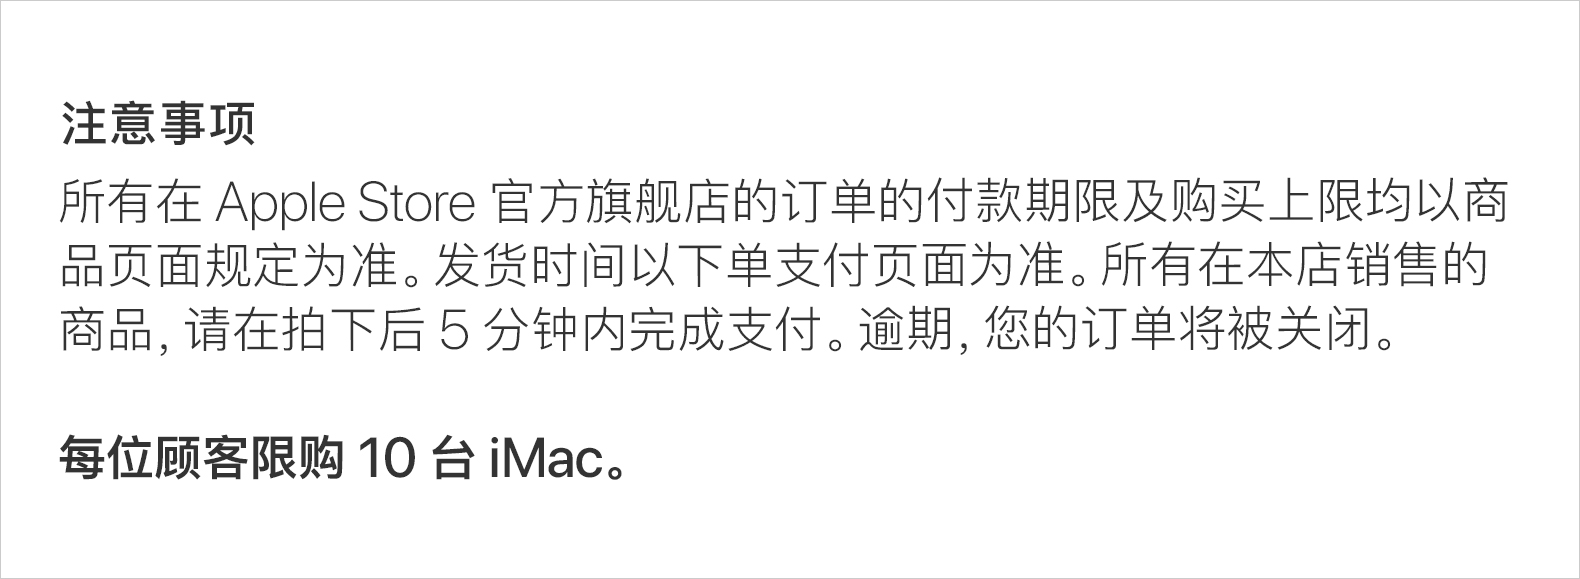 注意事项
所有在 Apple Store 官方旗舰店的订单的付款期限及购买上限均以商
品页面规定为准。发货时间以下单支付页面为准。所有在本店销售的
商品，请在拍下后 5 分钟内完成支付。逾期，您的订单将被关闭。
每位顾客限购 10 台 iMac。